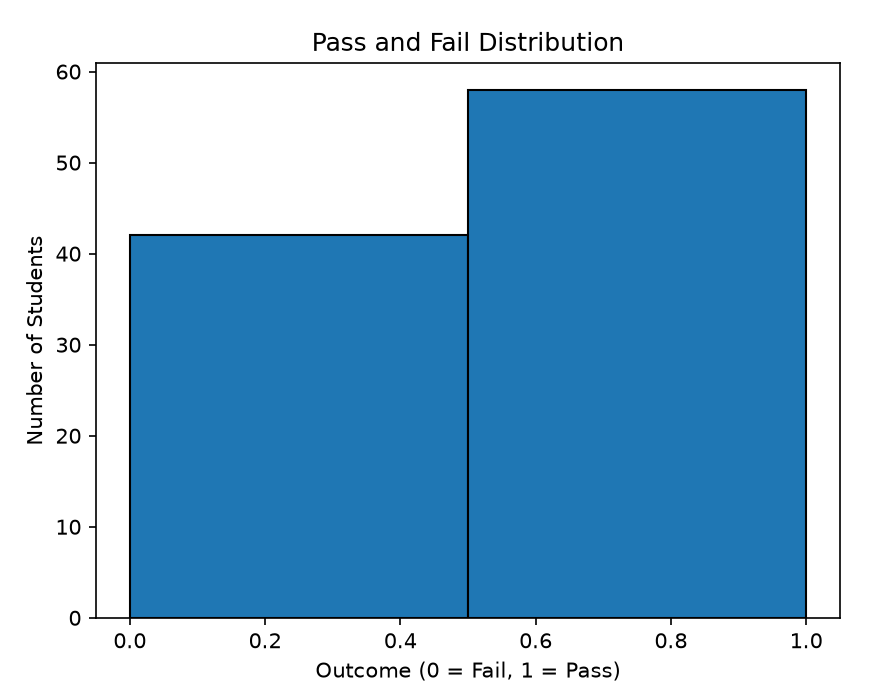 Pass and Fail Distribution
Number of Students
60
50
40
30
20
10
0
0.0 0.2 0.4 0.6 0.8 1.0
Outcome (0 = Fail, 1 = Pass)